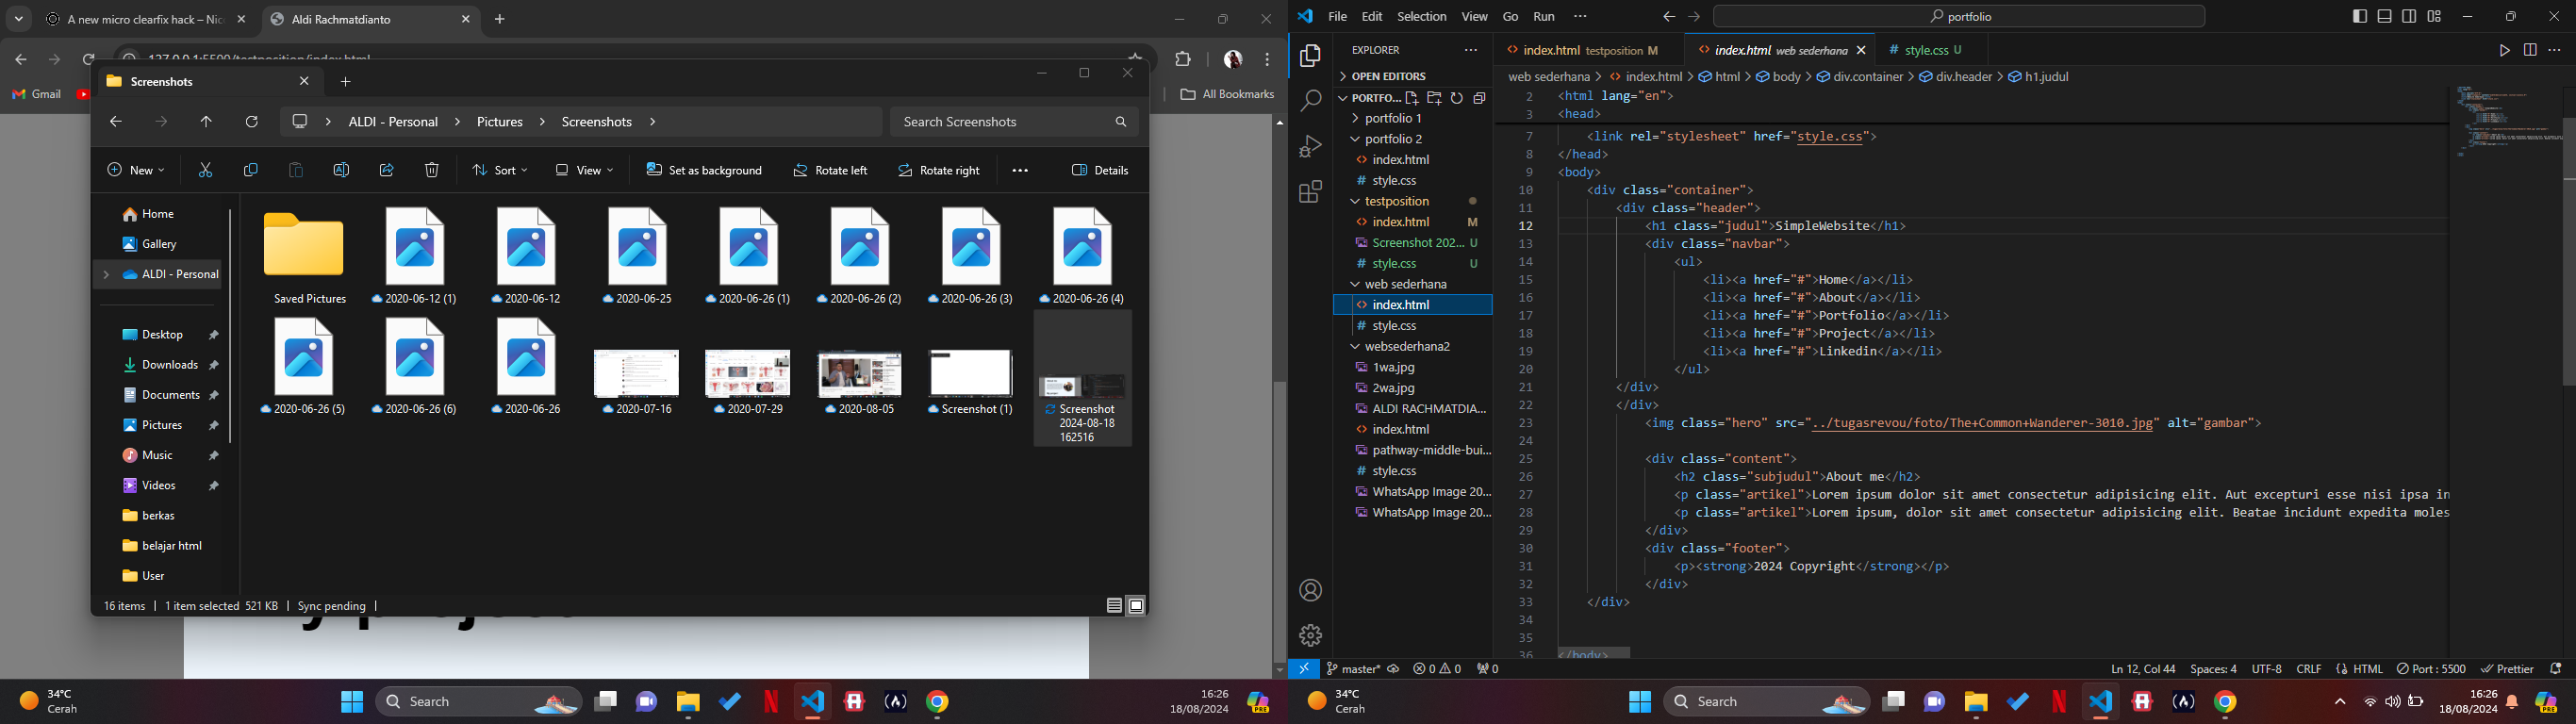 A new micro clearfix hack – Nic
Aldi Rachmatdianto
127.0.0.1:5500/testposition/index.html
Gmail
All Bookmarks
Screenshots
ALDI - Personal
Pictures
Screenshots
Search Screenshots
New
Sort
View
Set as background
Rotate left
Rotate right
Details
Home
Gallery
ALDI - Personal
Desktop
Downloads
Documents
Pictures
Music
Videos
berkas
belajar html
User
Saved Pictures
2020-06-12 (1)
2020-06-12
2020-06-25
2020-06-26 (1)
2020-06-26 (2)
2020-06-26 (3)
2020-06-26 (4)
2020-06-26 (5)
2020-06-26 (6)
2020-06-26
2020-07-16
2020-07-29
2020-08-05
Screenshot (1)
Screenshot
2024-08-18
162516
16 items
1 item selected 521 KB
Sync pending
34°C
Cerah
Search
16:26
18/08/2024
PRE
File Edit Selection View Go Run
portfolio
EXPLORER
OPEN EDITORS
PORTFO...
portfolio 1
portfolio 2
index.html
style.css
testposition
index.html M
Screenshot 202... U
style.css U
web sederhana
index.html
style.css
websederhana2
1wa.jpg
2wa.jpg
ALDI RACHMATDIA...
index.html
pathway-middle-bui...
style.css
WhatsApp Image 20...
WhatsApp Image 20...
index.html testposition M
index.html web sederhana
style.css U
web sederhana > index.html > html > body > div.container > div.header > h1.judul
2 <html lang="en">
3 <head>
7 <link rel="stylesheet" href="style.css">
8 </head>
9 <body>
10 <div class="container">
11 <div class="header">
12 <h1 class="judul">SimpleWebsite</h1>
13 <div class="navbar">
14 <ul>
15 <li><a href="#">Home</a></li>
16 <li><a href="#">About</a></li>
17 <li><a href="#">Portfolio</a></li>
18 <li><a href="#">Project</a></li>
19 <li><a href="#">Linkedin</a></li>
20 </ul>
21 </div>
22 </div>
23 <img class="hero" src="../tugasrevou/foto/The+Common+Wanderer-3010.jpg" alt="gambar">
24
25 <div class="content">
26 <h2 class="subjudul">About me</h2>
27 <p class="artikel">Lorem ipsum dolor sit amet consectetur adipisicing elit. Aut excepturi esse nisi ipsa in
28 <p class="artikel">Lorem ipsum, dolor sit amet consectetur adipisicing elit. Beatae incidunt expedita moles
29 </div>
30 <div class="footer">
31 <p><strong>2024 Copyright</strong></p>
32 </div>
33 </div>
34
35
36 </body>
master*
0 0
0
Ln 12, Col 44
Spaces: 4
UTF-8
CRLF
HTML
Port : 5500
Prettier
34°C
Cerah
Search
16:26
18/08/2024
PRE